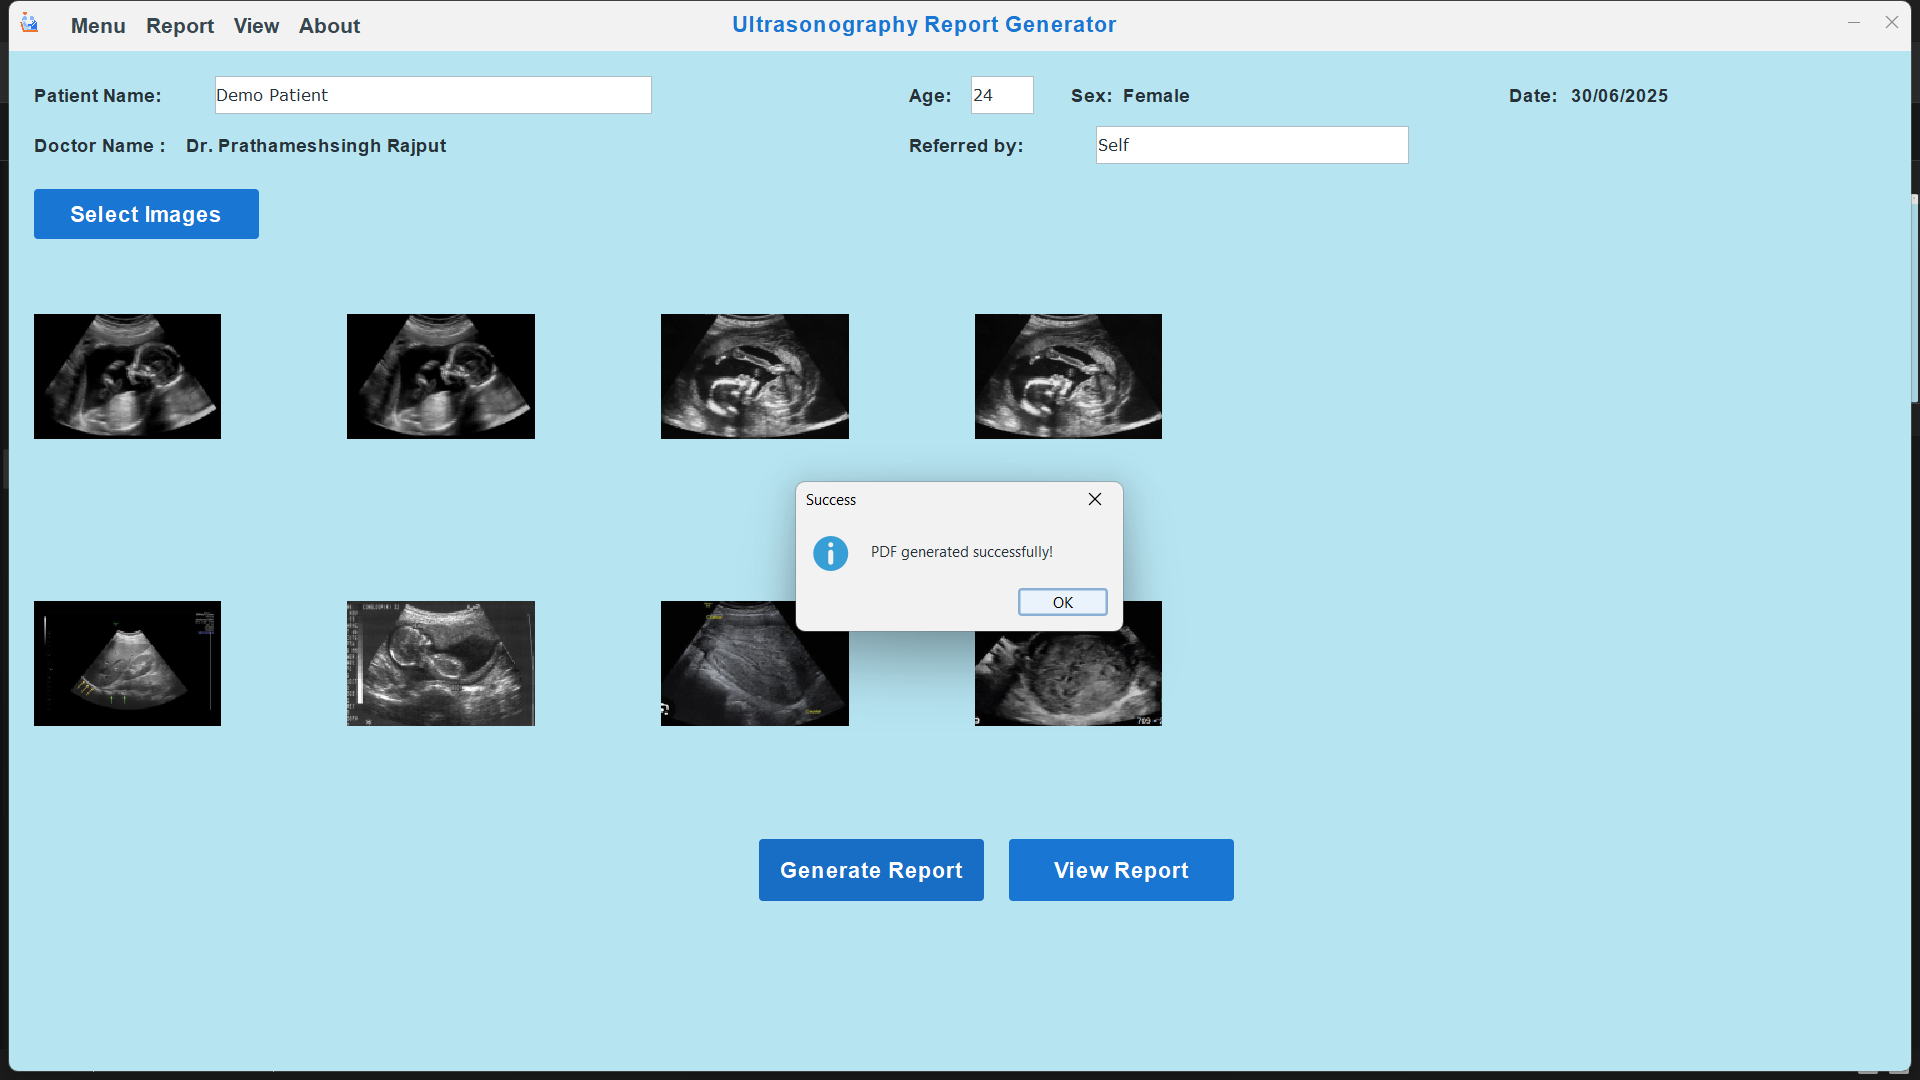 Menu Report View About
Ultrasonography Report Generator
Patient Name: Demo Patient Age: 24 Sex: Female Date: 30/06/2025
Doctor Name : Dr. Prathameshsingh Rajput Referred by: Self
Select Images
Success
PDF generated successfully!
OK
Generate Report View Report